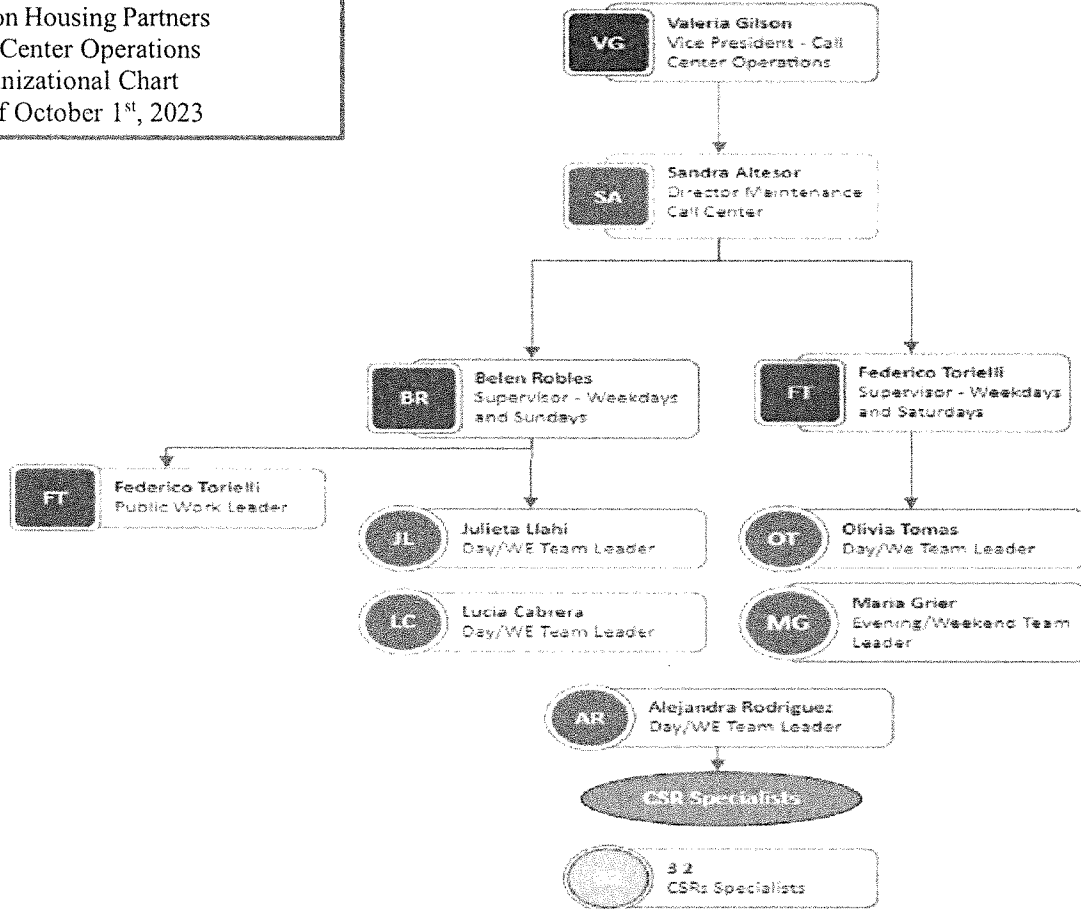 on Housing Partners
Center Operations
nizational Chart
f October 1st, 2023
VG
Valeria Gilson
Vice President - Call
Center Operations
SA
Sandra Altesor
Director Maintenance
Call Center
BR
Belen Robles
Supervisor - Weekdays
and Sundays
FT
Federico Torielli
Supervisor - Weekdays
and Saturdays
FT
Federico Torielli
Public Work Leader
JL
Julieta Llahi
Day/WE Team Leader
OT
Olivia Tomas
Day/We Team Leader
LC
Lucia Cabrera
Day/WE Team Leader
MG
Maria Grier
Evening/Weekend Team
Leader
AR
Alejandra Rodriguez
Day/WE Team Leader
CSR Specialists
32
CSRs Specialists